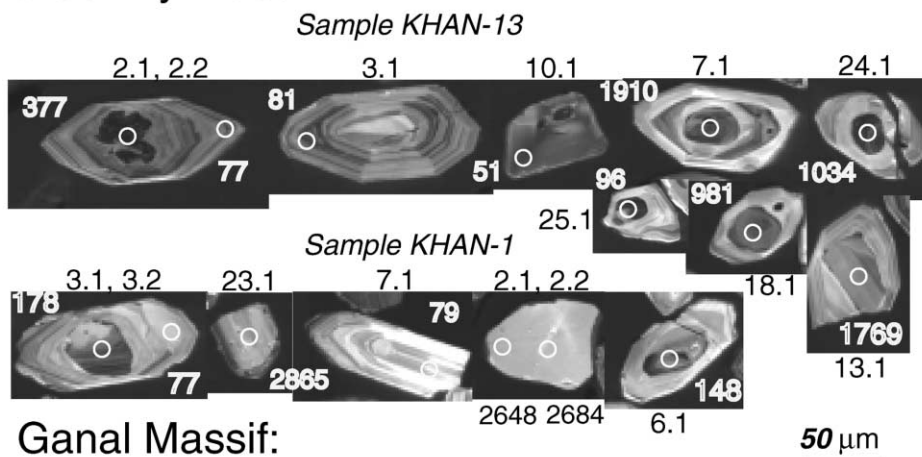 Sample KHAN-13
2.1, 2.2 3.1 10.1 7.1 24.1
377 81 1910
77 51 96 981 1034
25.1
Sample KHAN-1
18.1
3.1, 3.2 23.1 7.1 2.1, 2.2
178 79
77 2865 148 1769
13.1
2648 2684 6.1
Ganal Massif: 50 µm